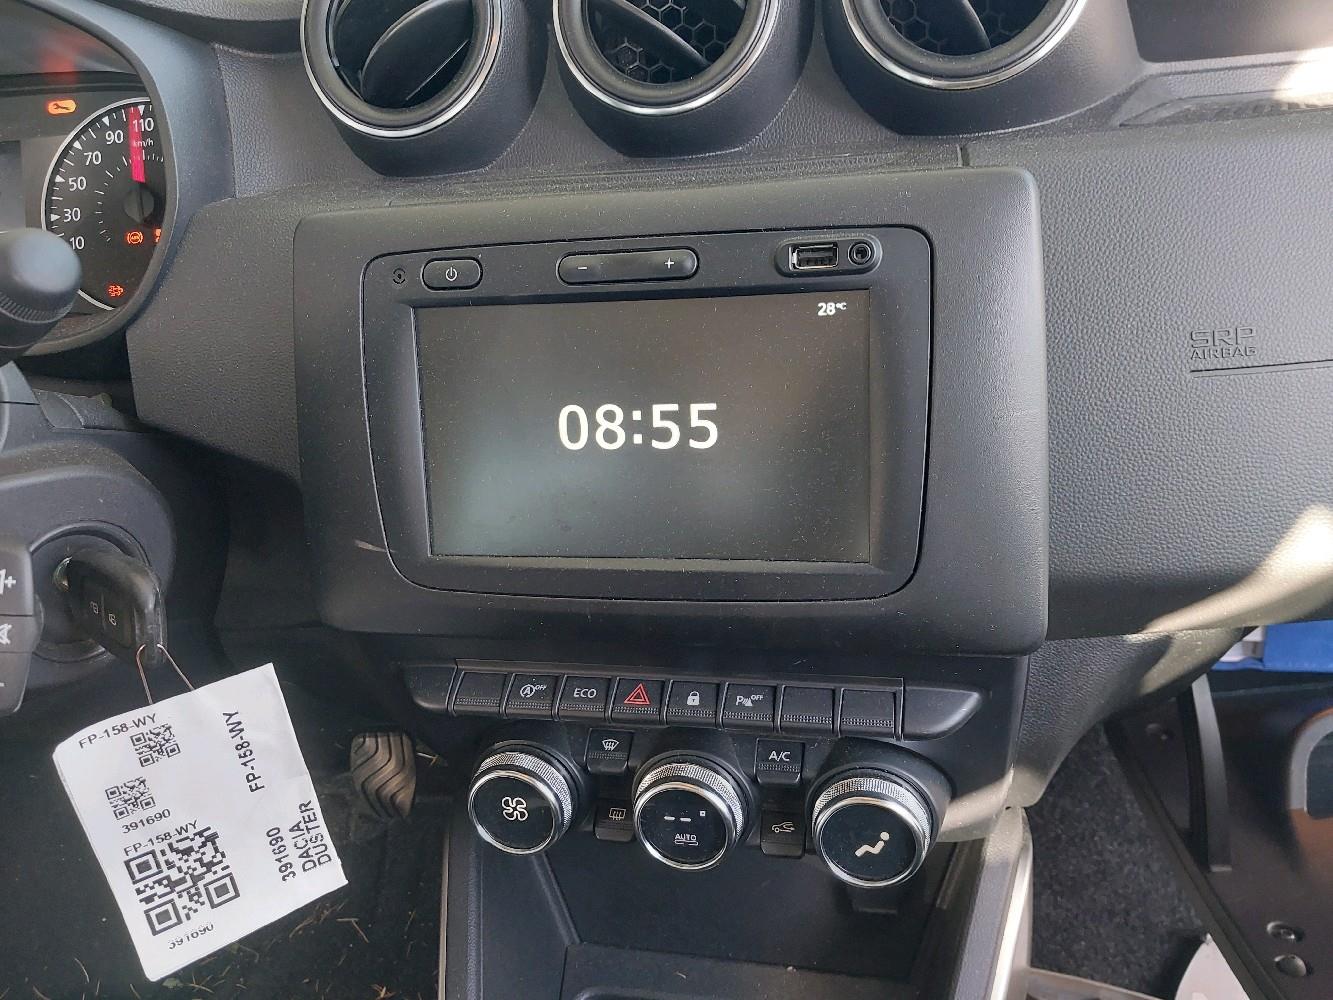 110
90
km/h
70
50
30
10
ABS
28°C
08:55
SRP
AIRBAG
A OFF
ECO
P OFF
A/C
-- °
AUTO
FP-158-WY
391690
FP-158-WY
391690
FP-158-WY
391690
DACIA
DUSTER